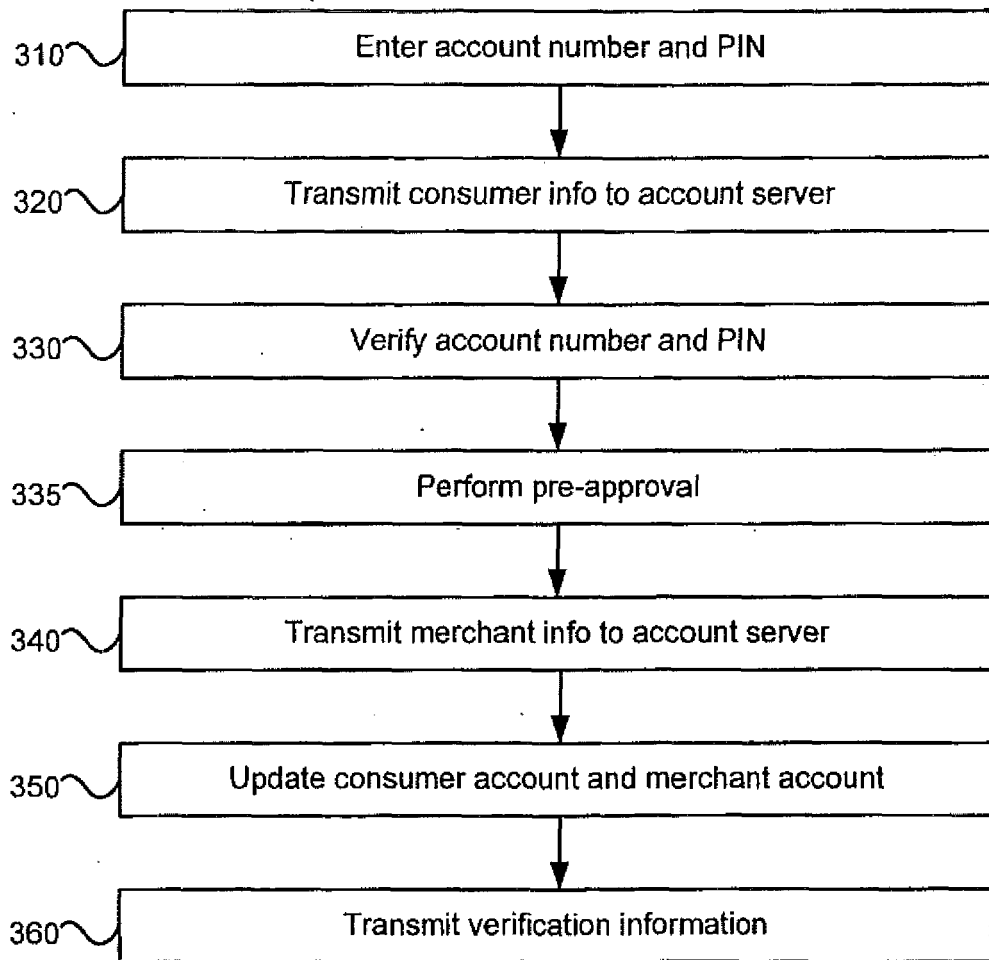 310 Enter account number and PIN
320 Transmit consumer info to account server
330 Verify account number and PIN
335 Perform pre-approval
340 Transmit merchant info to account server
350 Update consumer account and merchant account
360 Transmit verification information